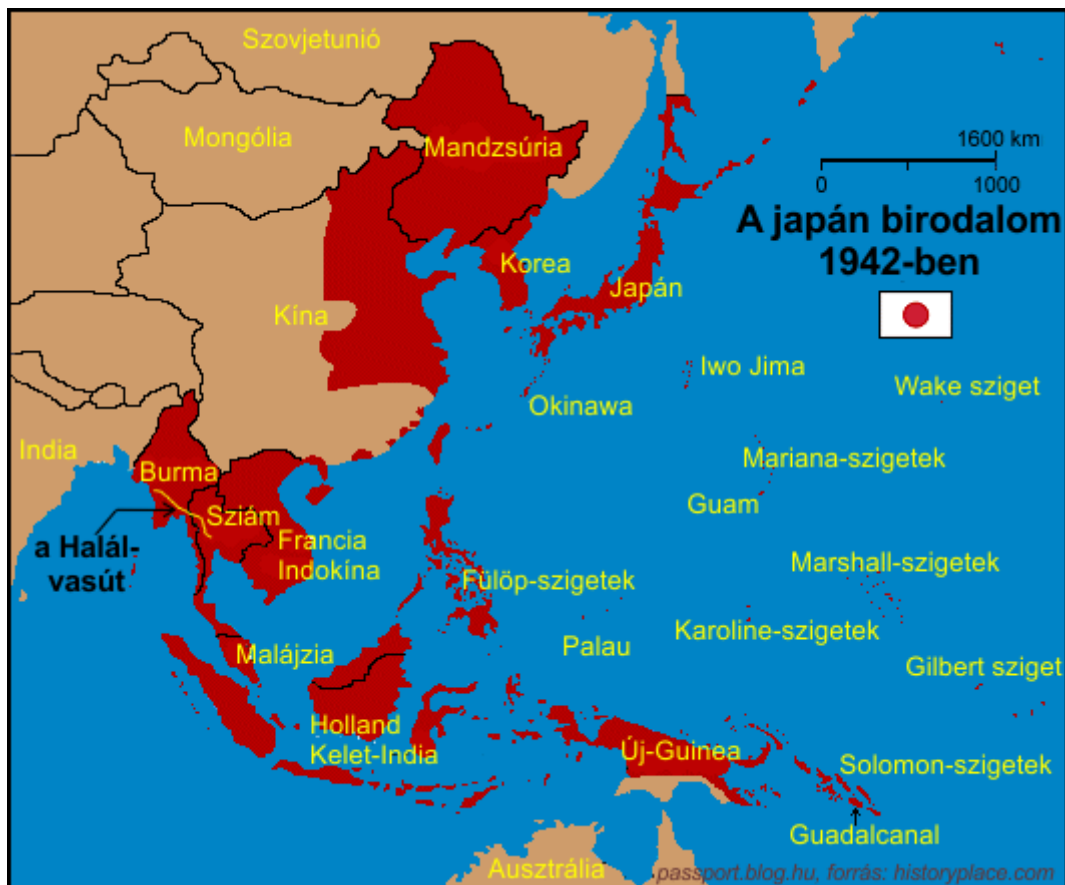 Szovjetunió
Mongólia
Mandzsúria
1600 km
0 1000
A japán birodalom
1942-ben
Korea
Japán
Kína
Iwo Jima
Wake sziget
Okinawa
India
Burma
Mariana-szigetek
Guam
Sziám
a Halál-
vasút
Francia
Indokína
Fülöp-szigetek
Marshall-szigetek
Karoline-szigetek
Palau
Malájzia
Gilbert sziget
Holland
Kelet-India
Új-Guinea
Solomon-szigetek
Guadalcanal
Ausztrália
passport.blog.hu, forrás: historyplace.com